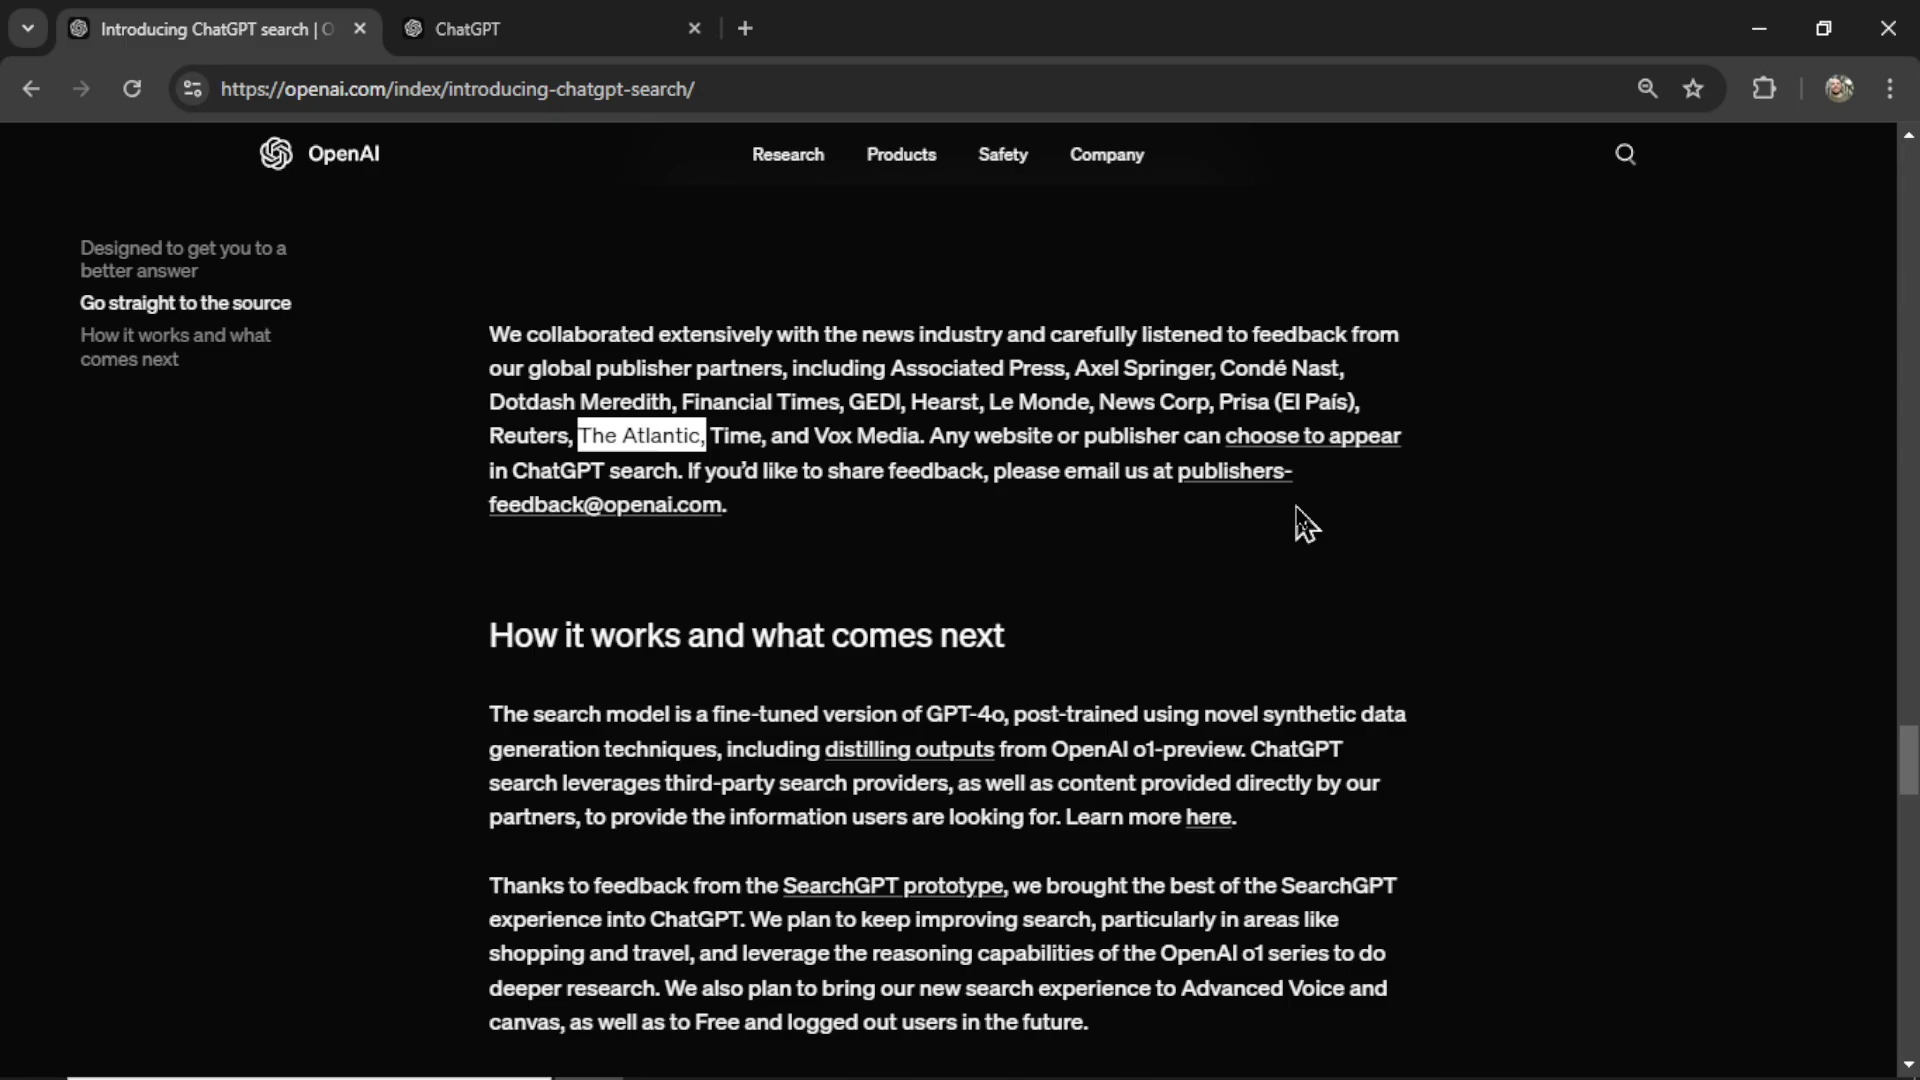 Introducing ChatGPT search | O
ChatGPT
https://openai.com/index/introducing-chatgpt-search/
OpenAI
Research
Products
Safety
Company
Designed to get you to a
better answer
Go straight to the source
How it works and what
comes next
We collaborated extensively with the news industry and carefully listened to feedback from
our global publisher partners, including Associated Press, Axel Springer, Condé Nast,
Dotdash Meredith, Financial Times, GEDI, Hearst, Le Monde, News Corp, Prisa (El País),
Reuters, The Atlantic, Time, and Vox Media. Any website or publisher can choose to appear
in ChatGPT search. If you’d like to share feedback, please email us at publishers-
feedback@openai.com.
How it works and what comes next
The search model is a fine-tuned version of GPT-4o, post-trained using novel synthetic data
generation techniques, including distilling outputs from OpenAI o1-preview. ChatGPT
search leverages third-party search providers, as well as content provided directly by our
partners, to provide the information users are looking for. Learn more here.
Thanks to feedback from the SearchGPT prototype, we brought the best of the SearchGPT
experience into ChatGPT. We plan to keep improving search, particularly in areas like
shopping and travel, and leverage the reasoning capabilities of the OpenAI o1 series to do
deeper research. We also plan to bring our new search experience to Advanced Voice and
canvas, as well as to Free and logged out users in the future.